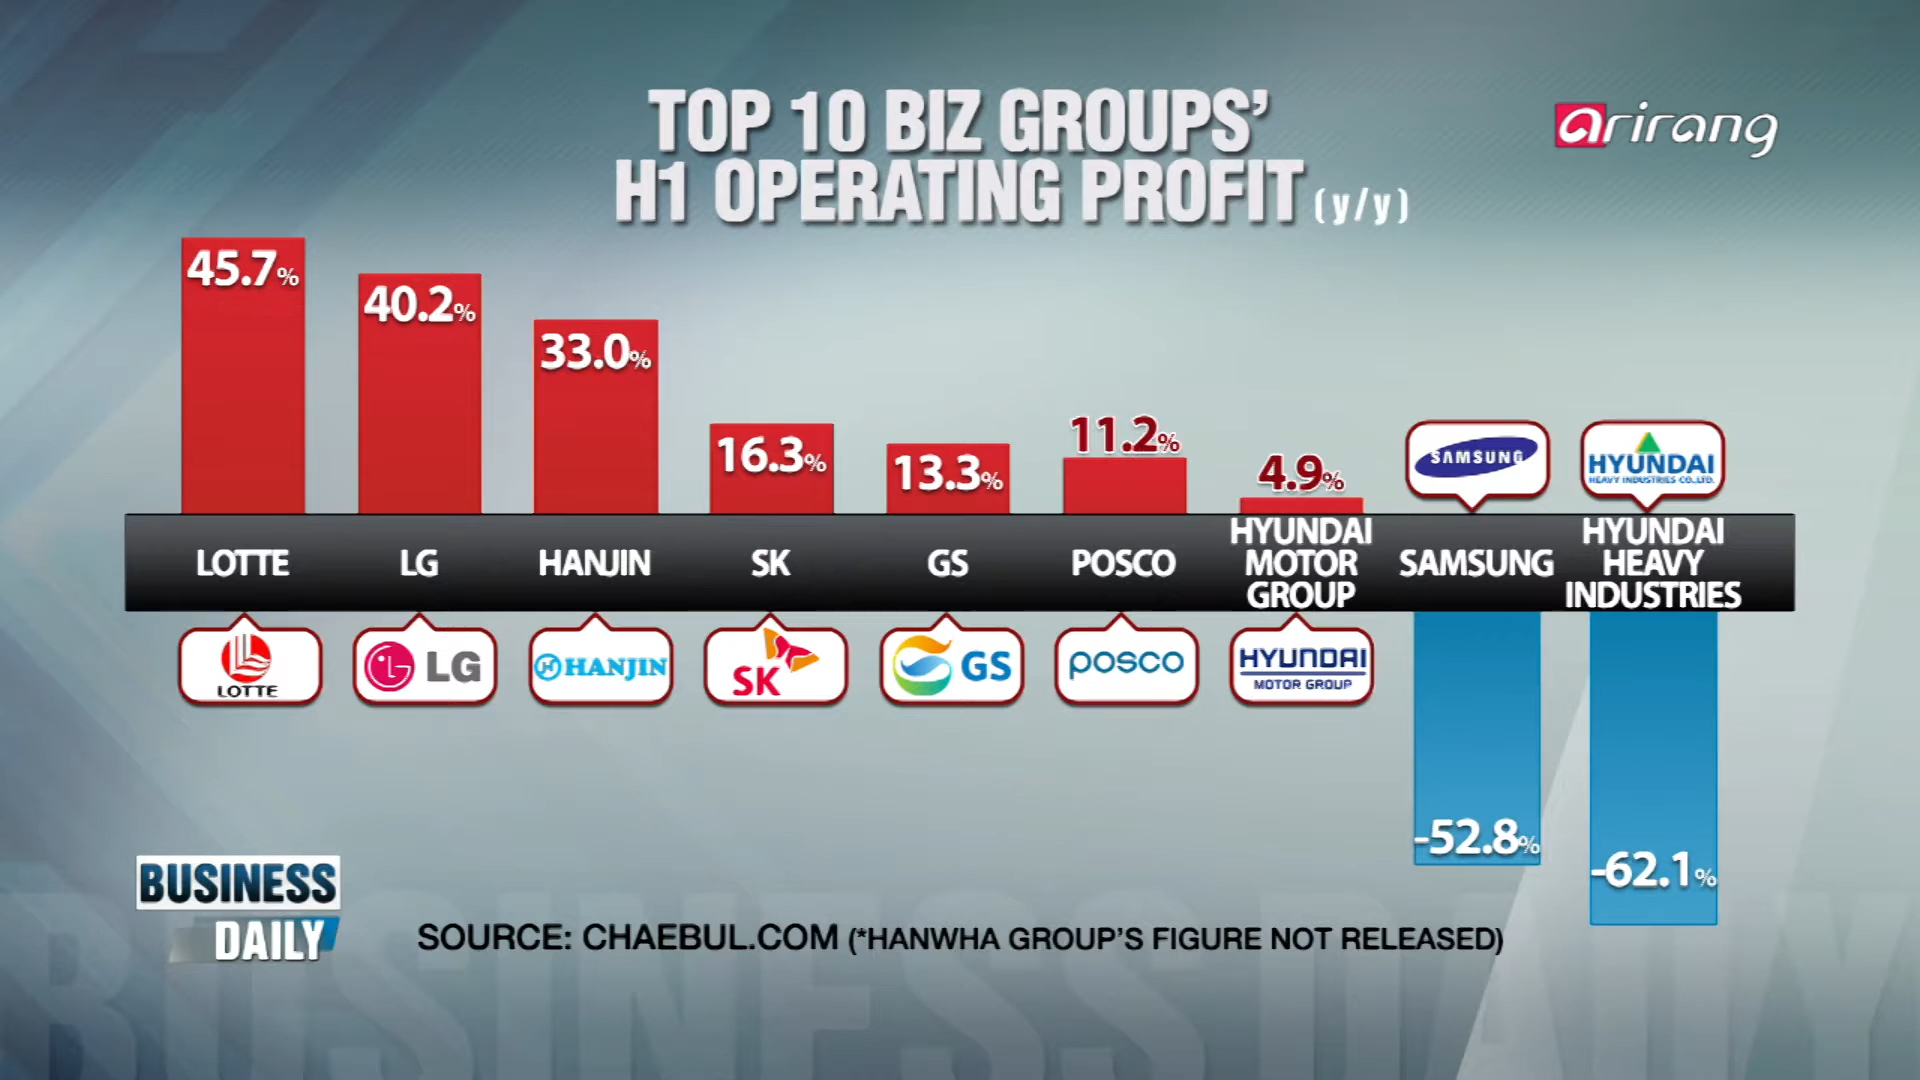 TOP 10 BIZ GROUPS'
H1 OPERATING PROFIT (y/y)
arirang
45.7%
40.2%
33.0%
16.3%
13.3%
11.2%
4.9%
SAMSUNG
HYUNDAI
HEAVY INDUSTRIES CO.,LTD.
LOTTE
LG
HANJIN
SK
GS
POSCO
HYUNDAI
MOTOR
GROUP
SAMSUNG
HYUNDAI
HEAVY
INDUSTRIES
LOTTE
LG
HANJIN
SK
GS
posco
HYUNDAI
MOTOR GROUP
-52.8%
-62.1%
BUSINESS
DAILY
SOURCE: CHAEBUL.COM (*HANWHA GROUP'S FIGURE NOT RELEASED)
BUSINESS DAILY